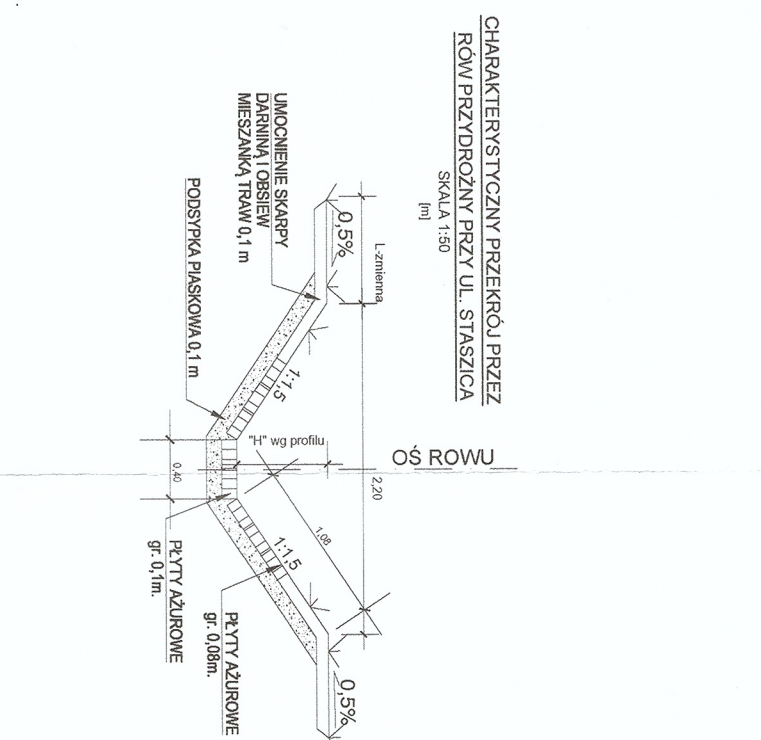 CHARAKTERYSTYCZNY PRZEKRÓJ PRZEZ
RÓW PRZYDROŻNY PRZY UL. STASZICA
SKALA 1:50
[m]
UMOCNIENIE SKARPY
DARNINĄ I OBSIEW
MIESZANKĄ TRAW 0,1 m
PODSYPKA PIASKOWA 0,1 m
0,5%
L-zmienna
1:1,5
"H" wg profilu
OŚ ROWU
2,20
0,40
1,08
1:1,5
PŁYTY AŻUROWE
gr. 0,1m.
PŁYTY AŻUROWE
gr. 0,08m.
0,5%